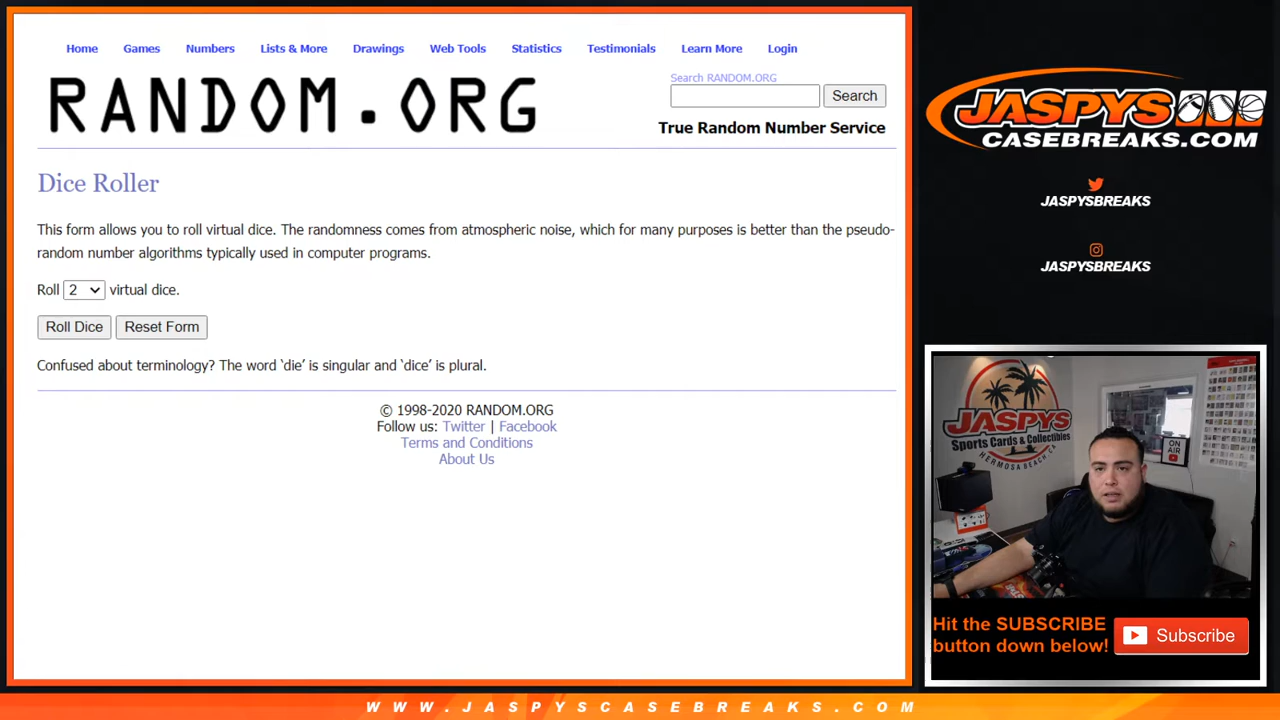 Home Games Numbers Lists & More Drawings Web Tools Statistics Testimonials Learn More Login
RANDOM.ORG
Search RANDOM.ORG
Search
True Random Number Service
Dice Roller
This form allows you to roll virtual dice. The randomness comes from atmospheric noise, which for many purposes is better than the pseudo-
random number algorithms typically used in computer programs.
Roll 2 virtual dice.
Roll Dice Reset Form
Confused about terminology? The word ‘die’ is singular and ‘dice’ is plural.
© 1998-2020 RANDOM.ORG
Follow us: Twitter | Facebook
Terms and Conditions
About Us
JASPYS
CASEBREAKS.COM
JASPYSBREAKS
JASPYSBREAKS
JASPYS
Sports Cards & Collectibles
HERMOSA BEACH, CA
ON
AIR
Hit the SUBSCRIBE
button down below!
Subscribe
WWW.JASPYSCASEBREAKS.COM